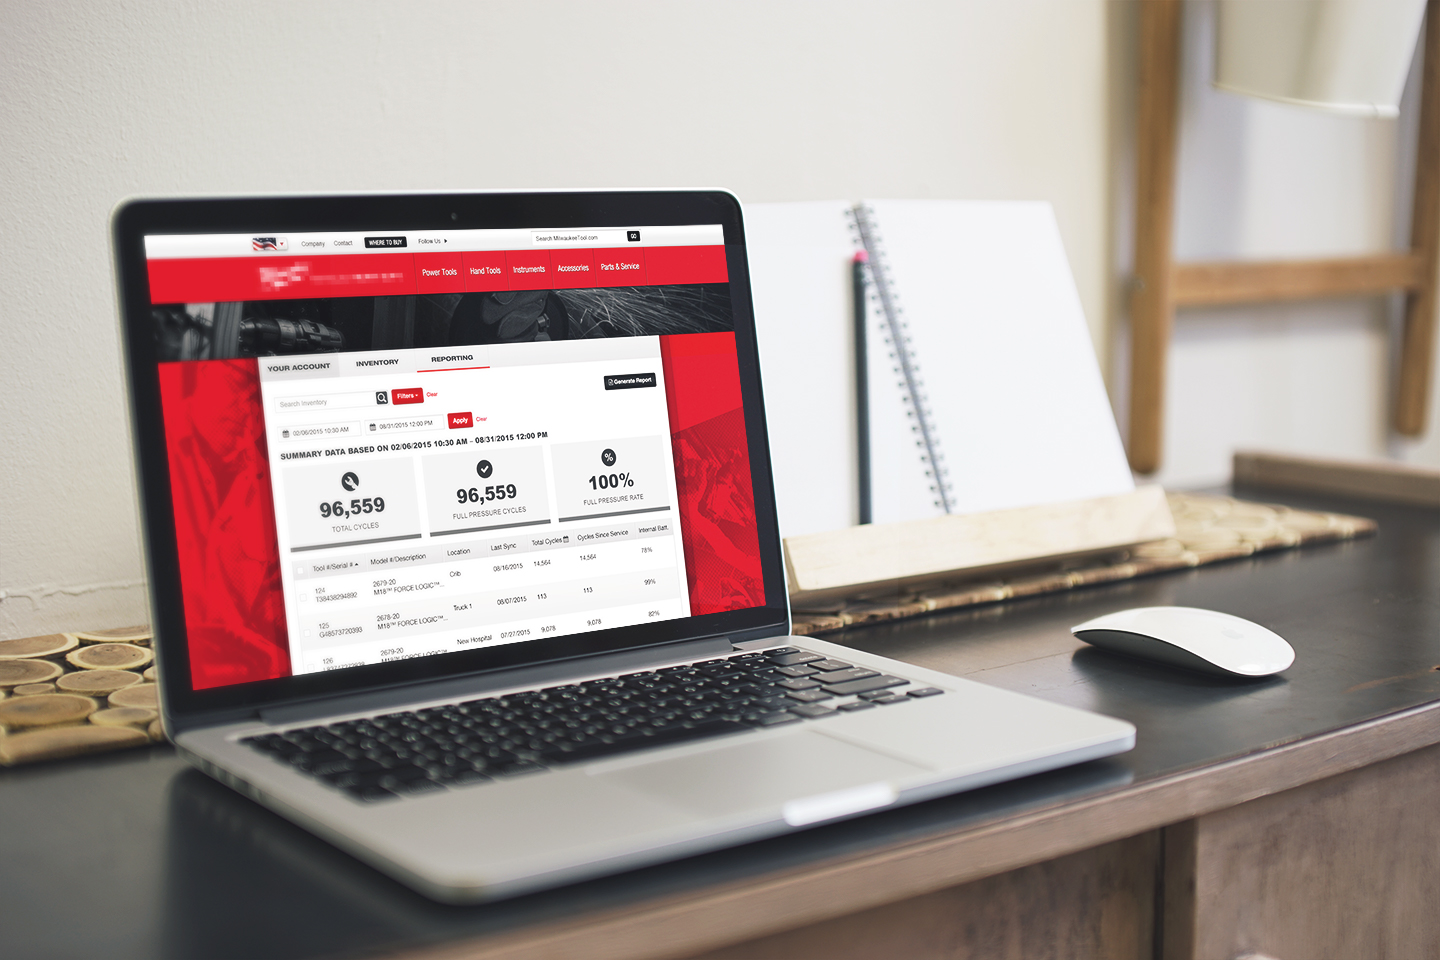 Company Contact WHERE TO BUY Follow Us Search MilwaukeeTool.com GO
Power Tools Hand Tools Instruments Accessories Parts & Service
YOUR ACCOUNT INVENTORY REPORTING
Search Inventory Filters Clear Generate Report
02/06/2015 10:30 AM 08/31/2015 12:00 PM Apply Clear
SUMMARY DATA BASED ON 02/06/2015 10:30 AM – 08/31/2015 12:00 PM
96,559 96,559 100%
TOTAL CYCLES FULL PRESSURE CYCLES FULL PRESSURE RATE
Tool #/Serial # Model #/Description Location Last Sync Total Cycles Cycles Since Service Internal Batt.
124 2679-20 Crib 08/16/2015 14,564 14,564 78%
138438294892 M18™ FORCE LOGIC™...
125 2678-20 Truck 1 08/07/2015 113 113 99%
G48573720393 M18™ FORCE LOGIC™...
126 2679-20 New Hospital 07/27/2015 9,078 9,078 82%
M18™ FORCE LOGIC™...